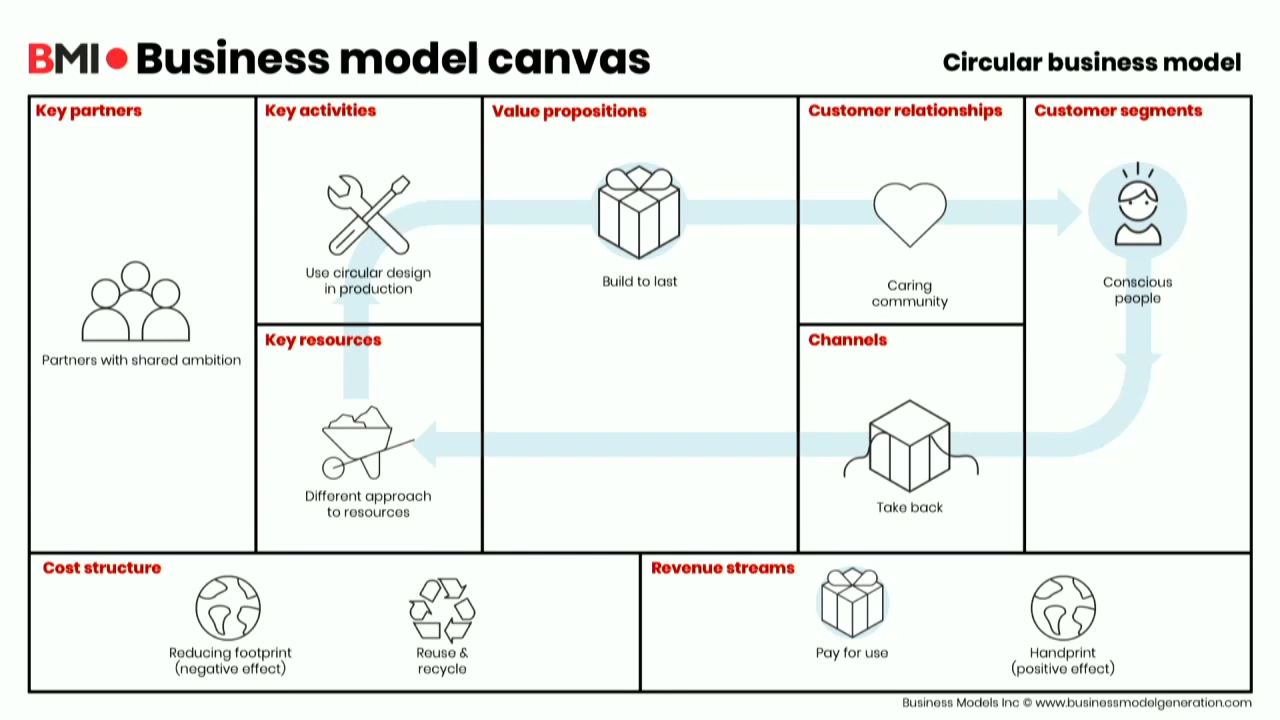 BMI Business model canvas
Circular business model
Key partners
Partners with shared ambition
Key activities
Use circular design
in production
Key resources
Different approach
to resources
Value propositions
Build to last
Customer relationships
Caring
community
Channels
Take back
Customer segments
Conscious
people
Cost structure
Reducing footprint
(negative effect)
Reuse &
recycle
Revenue streams
Pay for use
Handprint
(positive effect)
Business Models Inc © www.businessmodelgeneration.com